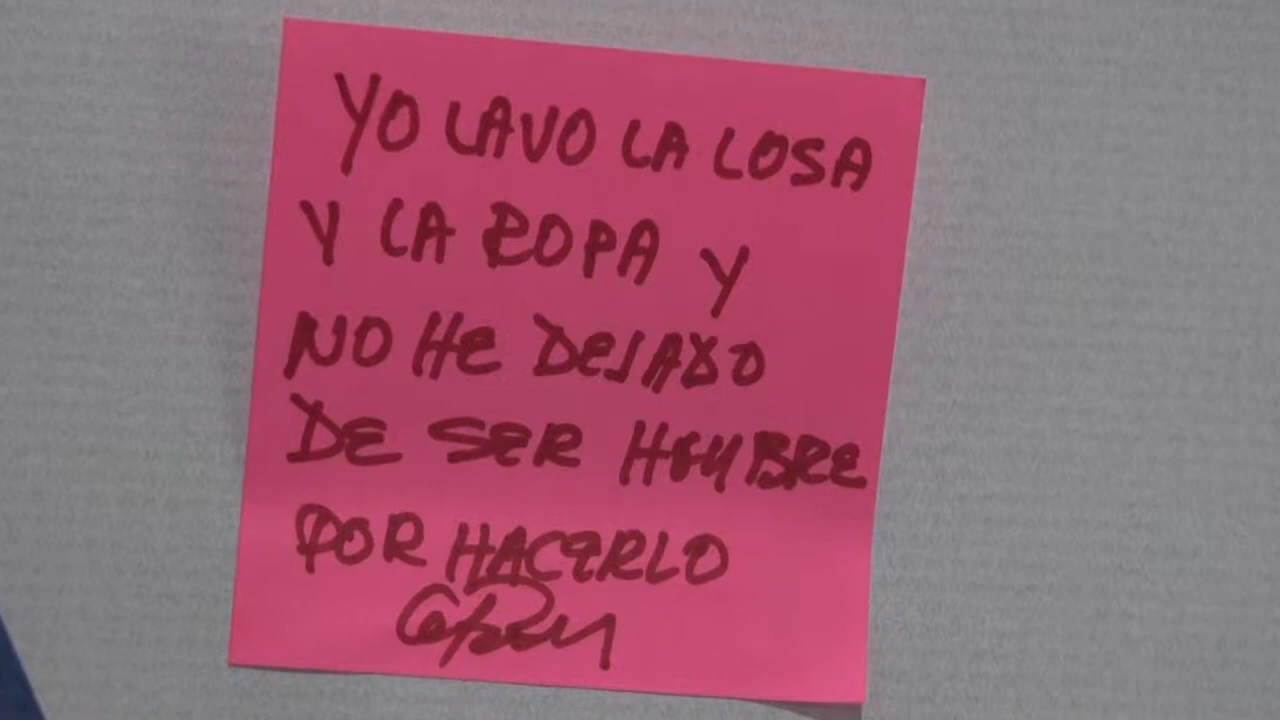 YO LAVO LA LOSA
Y LA ROPA Y
NO HE DEJADO
DE SER HOMBRE
POR HACERLO